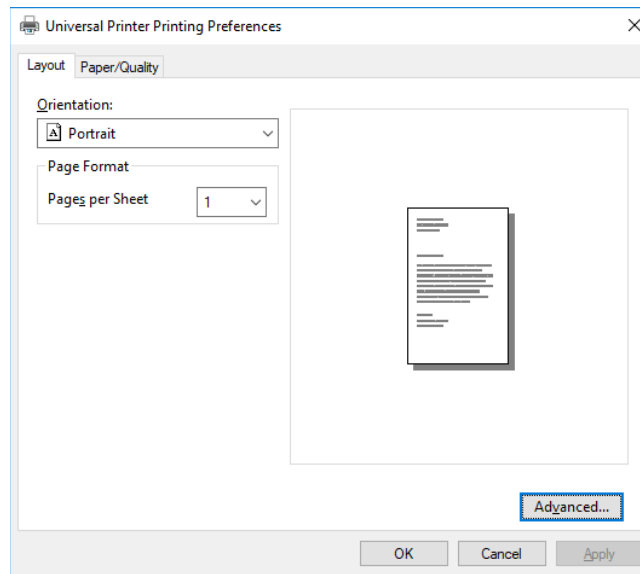 Universal Printer Printing Preferences
Layout Paper/Quality
Orientation:
A Portrait
Page Format
Pages per Sheet 1
Advanced...
OK Cancel Apply